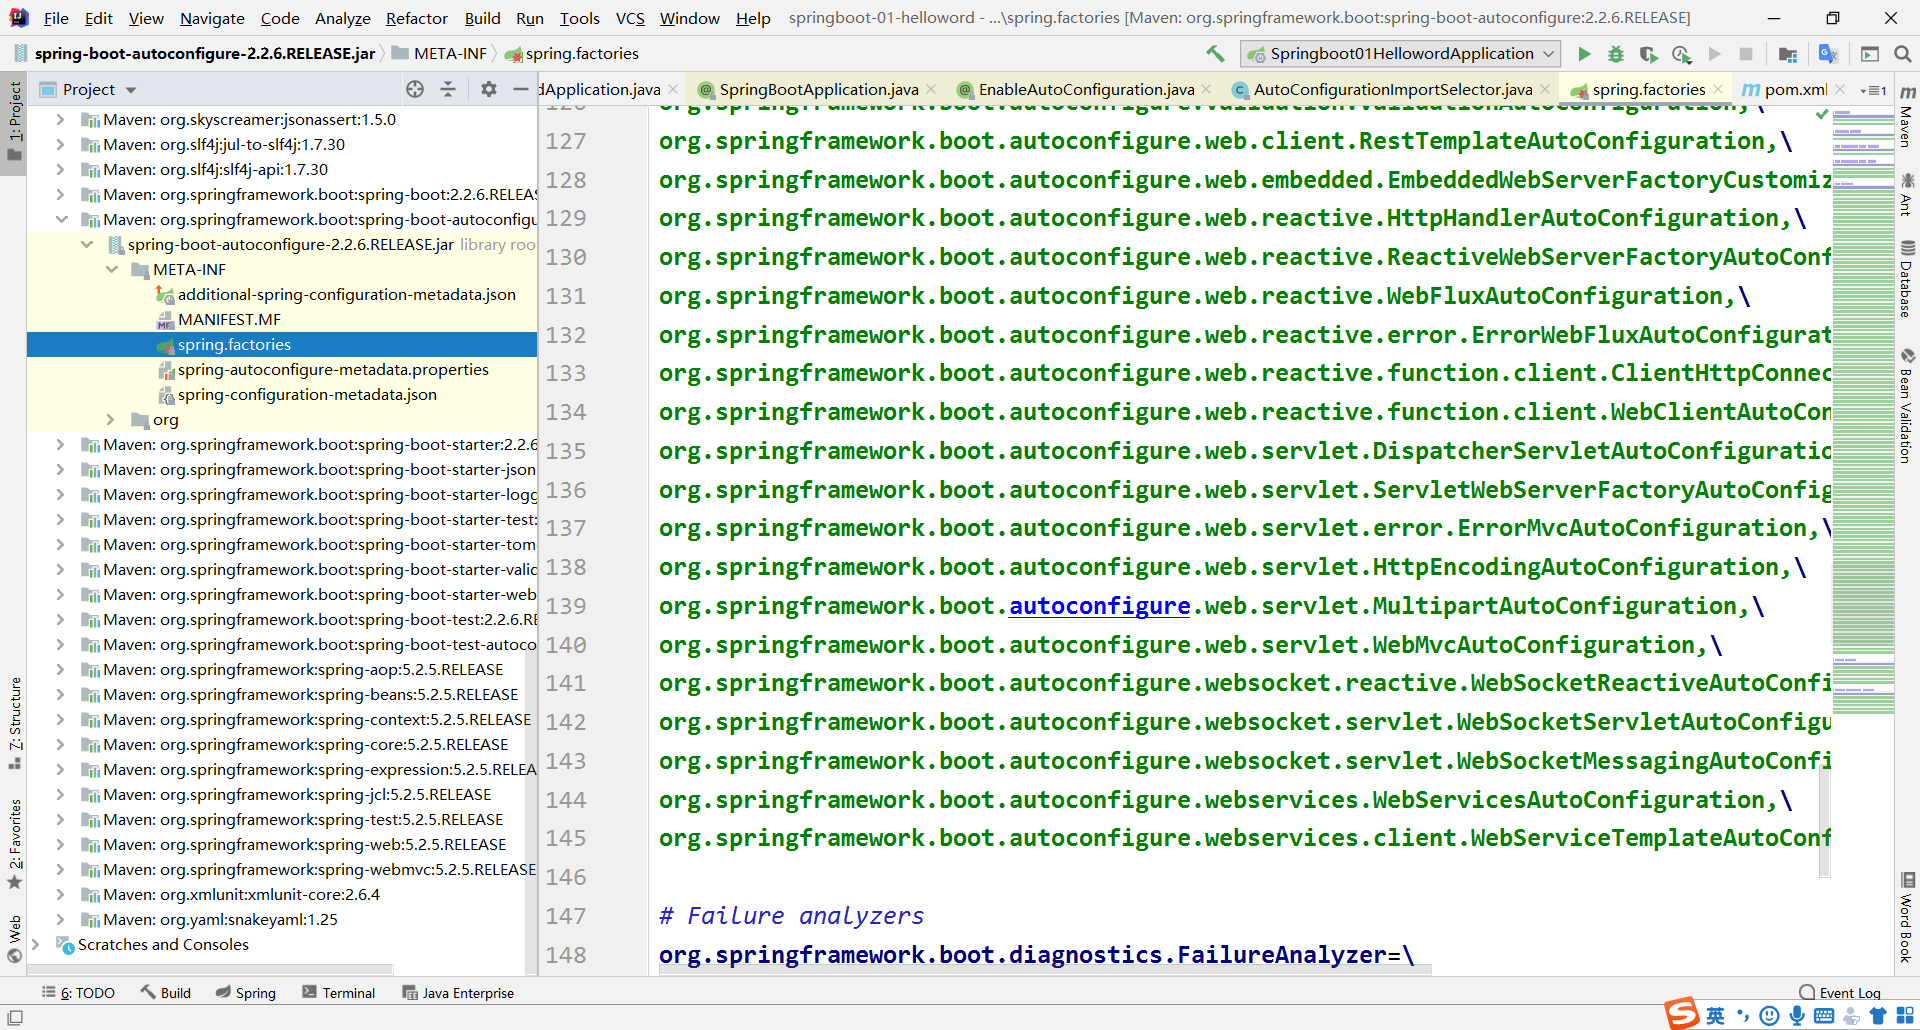 File Edit View Navigate Code Analyze Refactor Build Run Tools VCS Window Help springboot-01-helloword - ...\spring.factories [Maven: org.springframework.boot:spring-boot-autoconfigure:2.2.6.RELEASE]
spring-boot-autoconfigure-2.2.6.RELEASE.jar META-INF spring.factories Springboot01HellowordApplication
Project dApplication.java SpringBootApplication.java EnableAutoConfiguration.java AutoConfigurationImportSelector.java spring.factories pom.xml 1
1: Project
7: Structure
2: Favorites
Web
Maven: org.skyscreamer:jsonassert:1.5.0
Maven: org.slf4j:jul-to-slf4j:1.7.30
Maven: org.slf4j:slf4j-api:1.7.30
Maven: org.springframework.boot:spring-boot:2.2.6.RELEAS
Maven: org.springframework.boot:spring-boot-autoconfigu
spring-boot-autoconfigure-2.2.6.RELEASE.jar library roo
META-INF
additional-spring-configuration-metadata.json
MANIFEST.MF
spring.factories
spring-autoconfigure-metadata.properties
spring-configuration-metadata.json
org
Maven: org.springframework.boot:spring-boot-starter:2.2.6
Maven: org.springframework.boot:spring-boot-starter-json
Maven: org.springframework.boot:spring-boot-starter-logg
Maven: org.springframework.boot:spring-boot-starter-test:
Maven: org.springframework.boot:spring-boot-starter-tom
Maven: org.springframework.boot:spring-boot-starter-valid
Maven: org.springframework.boot:spring-boot-starter-web
Maven: org.springframework.boot:spring-boot-test:2.2.6.RE
Maven: org.springframework.boot:spring-boot-test-autoco
Maven: org.springframework:spring-aop:5.2.5.RELEASE
Maven: org.springframework:spring-beans:5.2.5.RELEASE
Maven: org.springframework:spring-context:5.2.5.RELEASE
Maven: org.springframework:spring-core:5.2.5.RELEASE
Maven: org.springframework:spring-expression:5.2.5.RELEA
Maven: org.springframework:spring-jcl:5.2.5.RELEASE
Maven: org.springframework:spring-test:5.2.5.RELEASE
Maven: org.springframework:spring-web:5.2.5.RELEASE
Maven: org.springframework:spring-webmvc:5.2.5.RELEASE
Maven: org.xmlunit:xmlunit-core:2.6.4
Maven: org.yaml:snakeyaml:1.25
Scratches and Consoles
126 org.springframework.boot.autoconfigure.validation.ValidationAutoConfiguration,\
127 org.springframework.boot.autoconfigure.web.client.RestTemplateAutoConfiguration,\
128 org.springframework.boot.autoconfigure.web.embedded.EmbeddedWebServerFactoryCustomiz
129 org.springframework.boot.autoconfigure.web.reactive.HttpHandlerAutoConfiguration,\
130 org.springframework.boot.autoconfigure.web.reactive.ReactiveWebServerFactoryAutoConf
131 org.springframework.boot.autoconfigure.web.reactive.WebFluxAutoConfiguration,\
132 org.springframework.boot.autoconfigure.web.reactive.error.ErrorWebFluxAutoConfigurat
133 org.springframework.boot.autoconfigure.web.reactive.function.client.ClientHttpConnec
134 org.springframework.boot.autoconfigure.web.reactive.function.client.WebClientAutoCon
135 org.springframework.boot.autoconfigure.web.servlet.DispatcherServletAutoConfiguratio
136 org.springframework.boot.autoconfigure.web.servlet.ServletWebServerFactoryAutoConfig
137 org.springframework.boot.autoconfigure.web.servlet.error.ErrorMvcAutoConfiguration,\
138 org.springframework.boot.autoconfigure.web.servlet.HttpEncodingAutoConfiguration,\
139 org.springframework.boot.autoconfigure.web.servlet.MultipartAutoConfiguration,\
140 org.springframework.boot.autoconfigure.web.servlet.WebMvcAutoConfiguration,\
141 org.springframework.boot.autoconfigure.websocket.reactive.WebSocketReactiveAutoConfi
142 org.springframework.boot.autoconfigure.websocket.servlet.WebSocketServletAutoConfigu
143 org.springframework.boot.autoconfigure.websocket.servlet.WebSocketMessagingAutoConfi
144 org.springframework.boot.autoconfigure.webservices.WebServicesAutoConfiguration,\
145 org.springframework.boot.autoconfigure.webservices.client.WebServiceTemplateAutoConf
146
147 # Failure analyzers
148 org.springframework.boot.diagnostics.FailureAnalyzer=\
Maven
Ant
Database
Bean Validation
Word Book
6: TODO Build Spring Terminal Java Enterprise Event Log
英